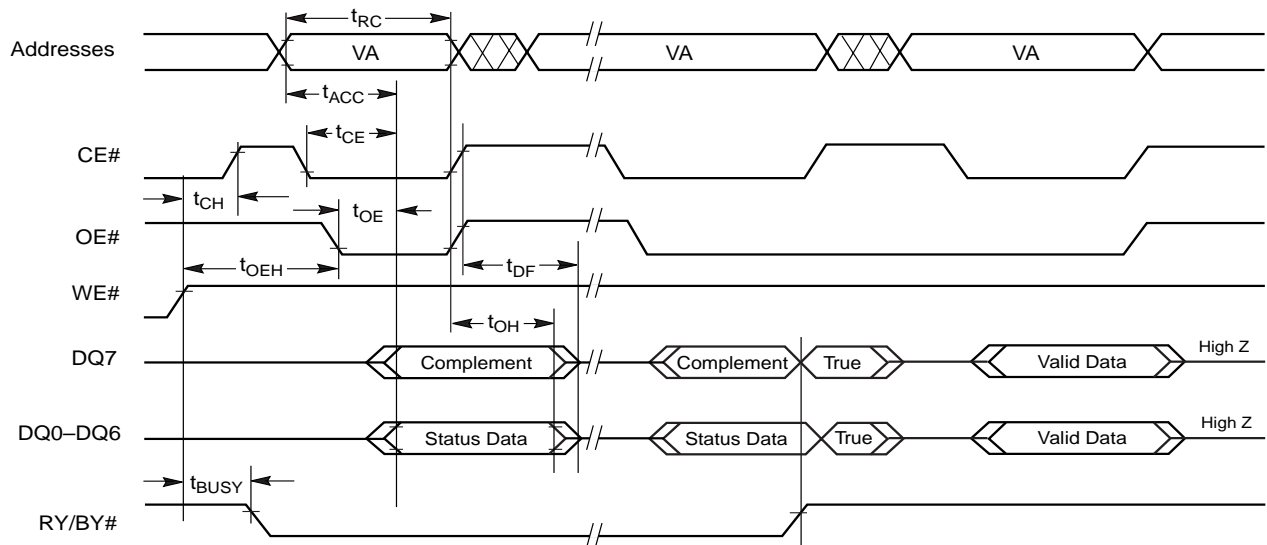 tRC
Addresses VA VA VA
tACC
tCE
CE#
tCH tOE
OE#
tOEH tDF
WE#
tOH
DQ7 Complement Complement True Valid Data High Z
DQ0–DQ6 Status Data Status Data True Valid Data High Z
tBUSY
RY/BY#